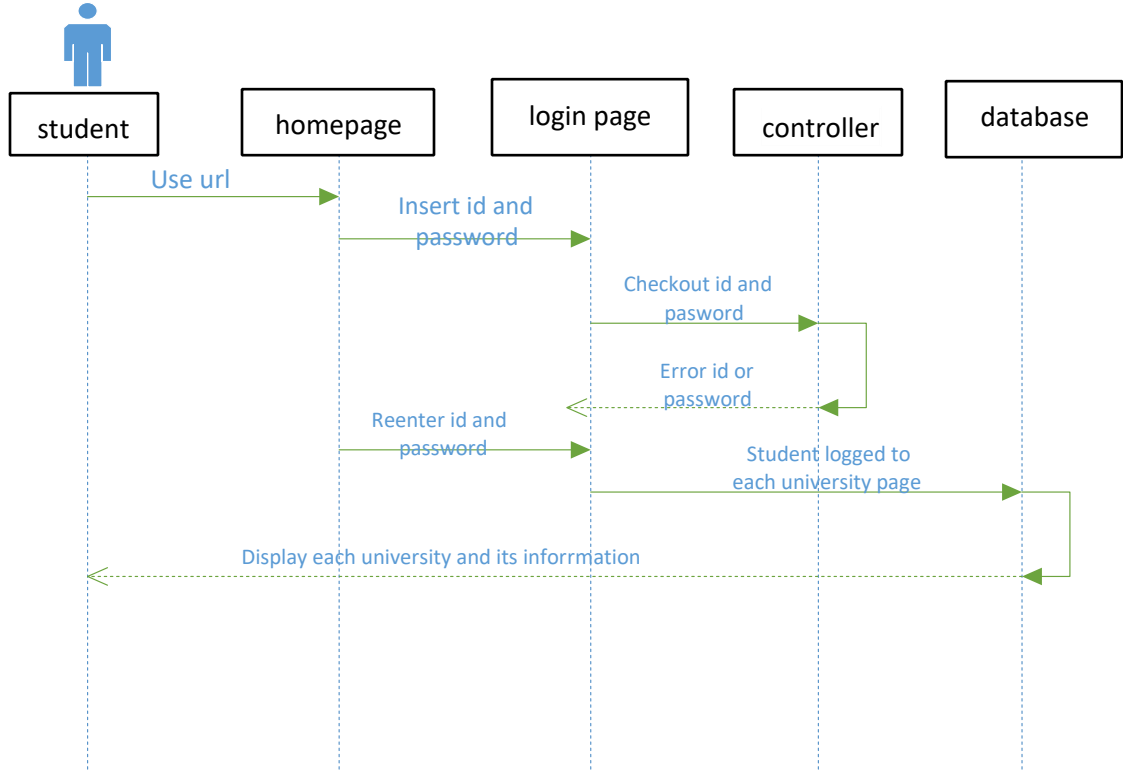 student
homepage
login page
controller
database
Use url
Insert id and
password
Checkout id and
pasword
Error id or
password
Reenter id and
password
Student logged to
each university page
Display each university and its inforrmation